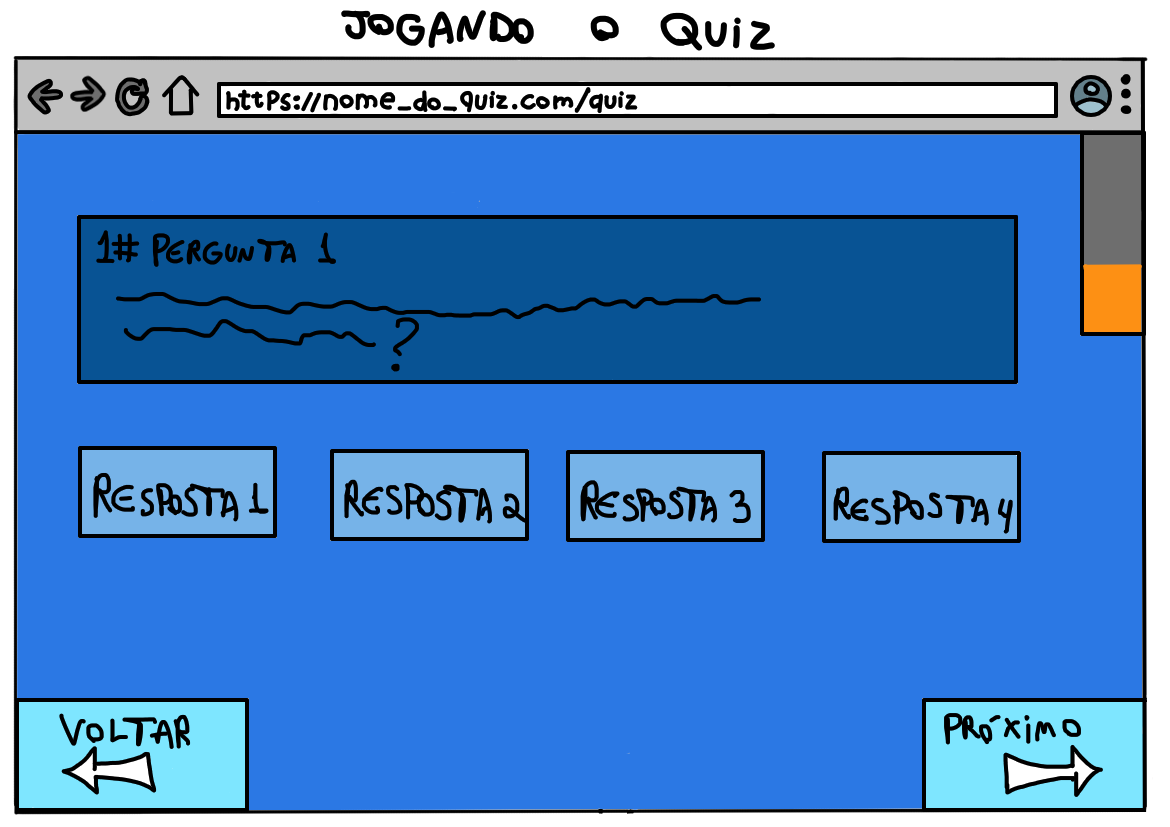 JOGANDO O QUIZ
https://nome_do_quiz.com/quiz
1# PERGUNTA 1
?
RESPOSTA 1
RESPOSTA 2
RESPOSTA 3
RESPOSTA 4
VOLTAR
PRÓXIMO